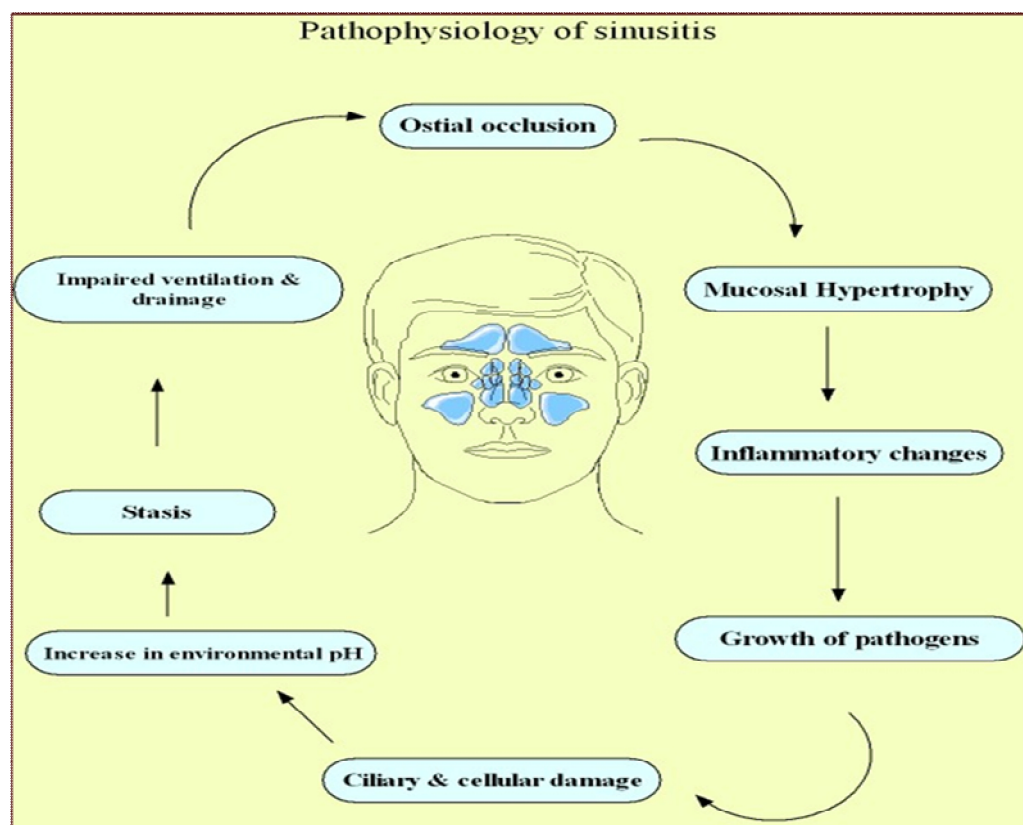 Pathophysiology of sinusitis
Ostial occlusion
Mucosal Hypertrophy
Inflammatory changes
Growth of pathogens
Ciliary & cellular damage
Increase in environmental pH
Stasis
Impaired ventilation &
drainage